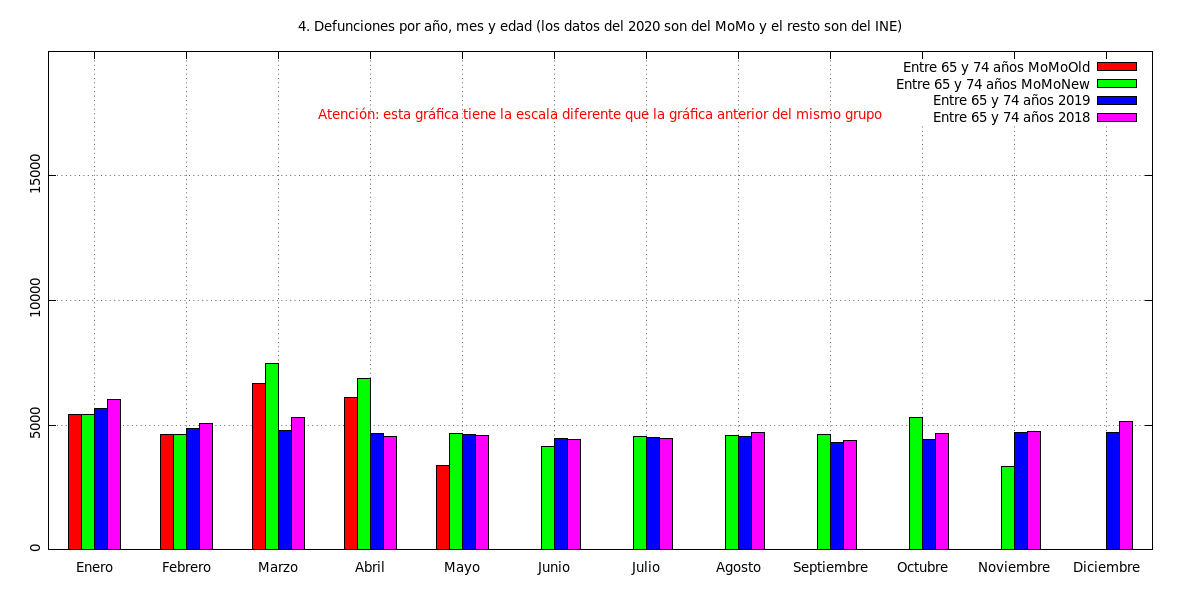 4. Defunciones por año, mes y edad (los datos del 2020 son del MoMo y el resto son del INE)
Entre 65 y 74 años MoMoOld
Entre 65 y 74 años MoMoNew
Entre 65 y 74 años 2019
Entre 65 y 74 años 2018
Atención: esta gráfica tiene la escala diferente que la gráfica anterior del mismo grupo
15000
10000
5000
0
Enero Febrero Marzo Abril Mayo Junio Julio Agosto Septiembre Octubre Noviembre Diciembre